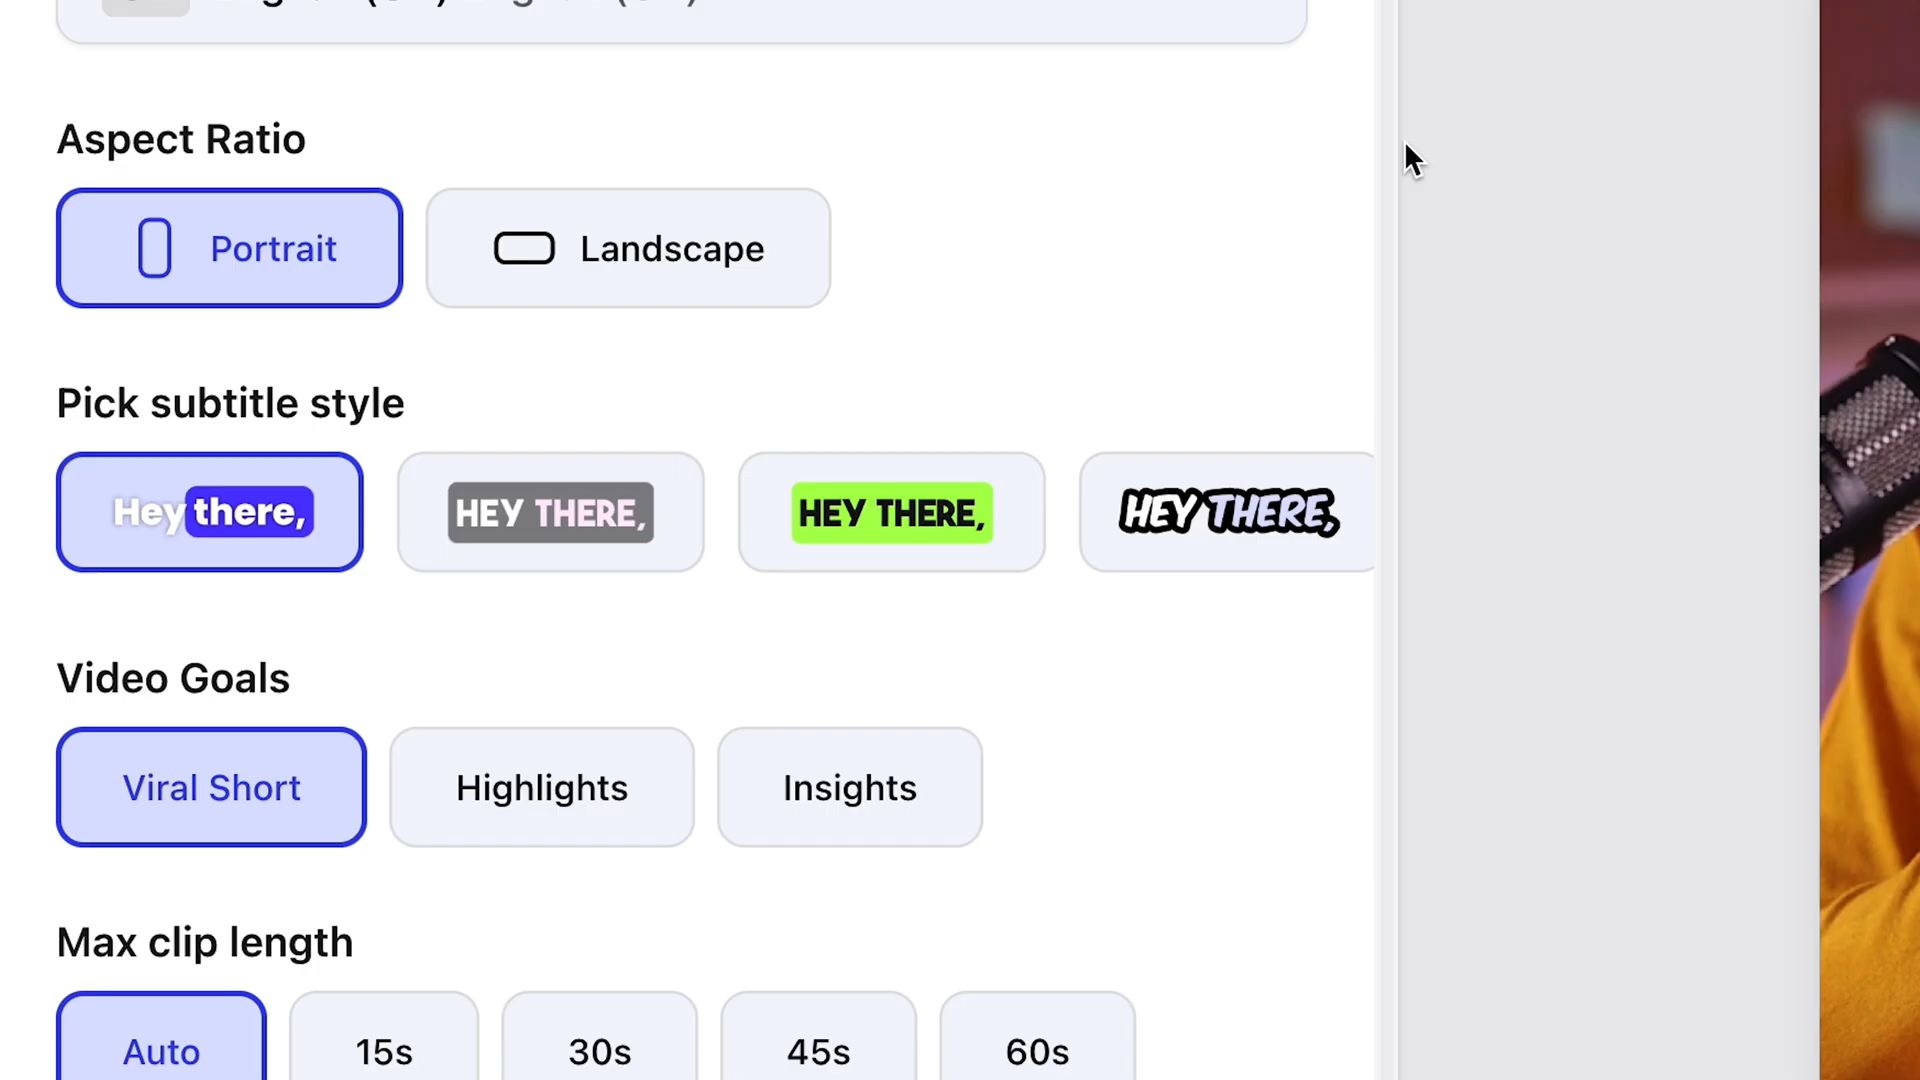 Aspect Ratio
Portrait Landscape
Pick subtitle style
Hey there, HEY THERE, HEY THERE, HEY THERE,
Video Goals
Viral Short Highlights Insights
Max clip length
Auto 15s 30s 45s 60s